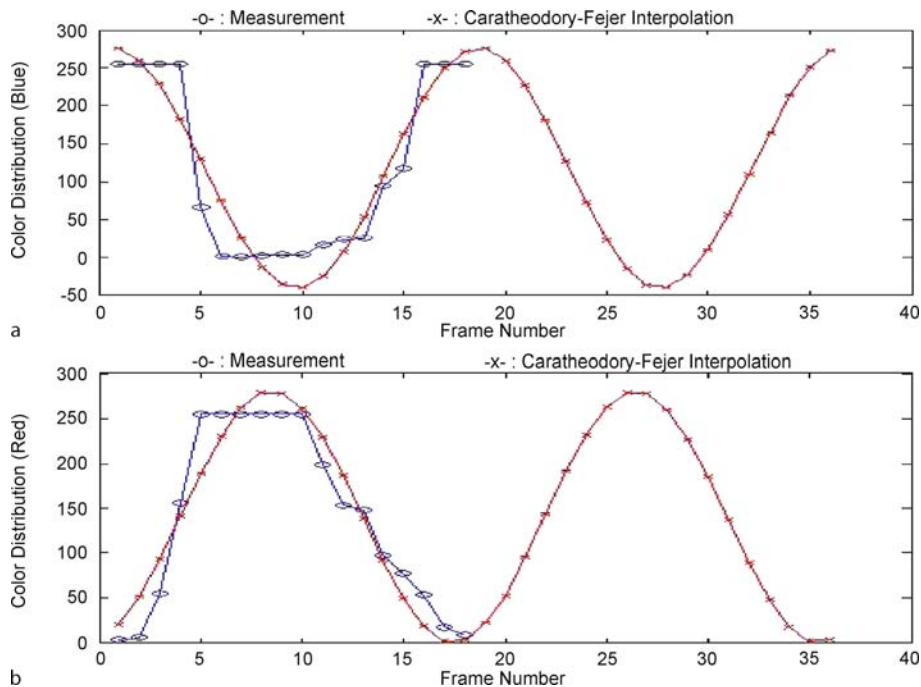 -o- : Measurement -x- : Caratheodory-Fejer Interpolation
300
250
200
150
100
50
0
-50
Color Distribution (Blue)
0 5 10 15 20 25 30 35 40
Frame Number
a
-o- : Measurement -x- : Caratheodory-Fejer Interpolation
300
250
200
150
100
50
0
Color Distribution (Red)
0 5 10 15 20 25 30 35 40
Frame Number
b